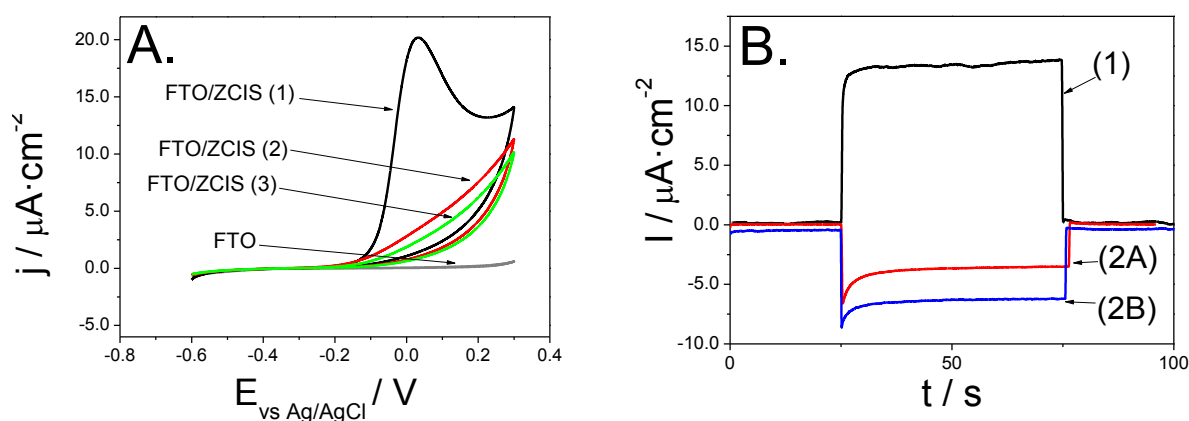 A.
20.0
15.0
10.0
5.0
0.0
-5.0
j / μA·cm⁻²
FTO/ZCIS (1)
FTO/ZCIS (2)
FTO/ZCIS (3)
FTO
-0.8 -0.6 -0.4 -0.2 0.0 0.2 0.4
E vs Ag/AgCl / V
B.
15.0
10.0
5.0
0.0
-5.0
-10.0
I / μA·cm⁻²
(1)
(2A)
(2B)
0 50 100
t / s